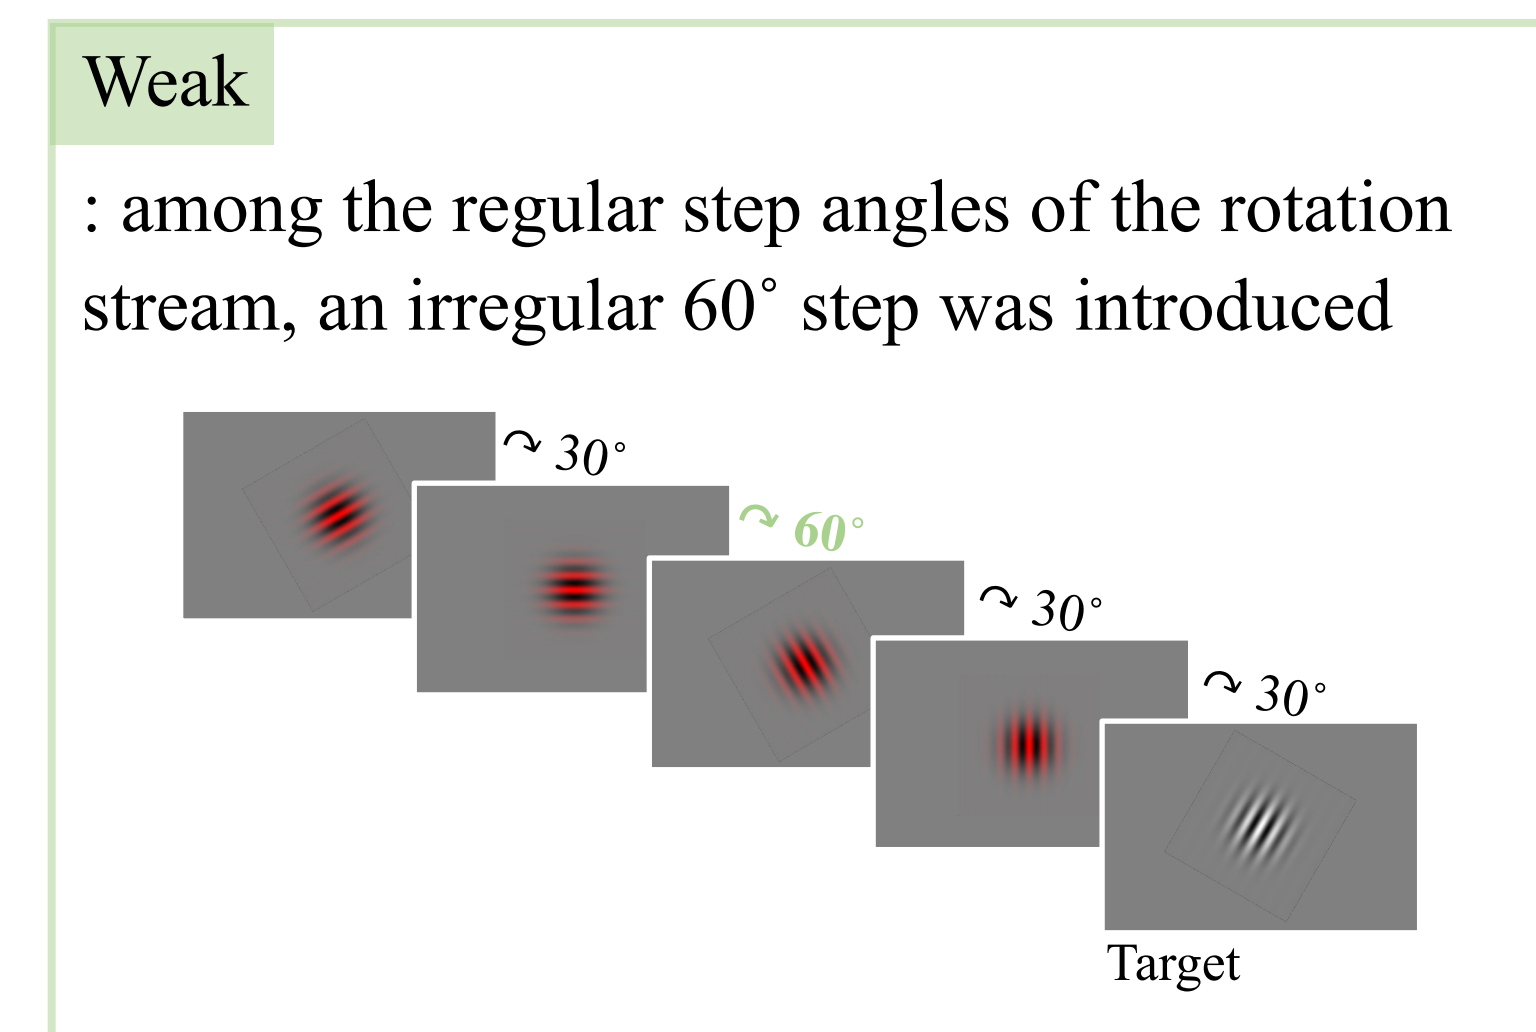 Weak
: among the regular step angles of the rotation
stream, an irregular 60˚ step was introduced
↷ 30˚
↷ 60˚
↷ 30˚
↷ 30˚
Target